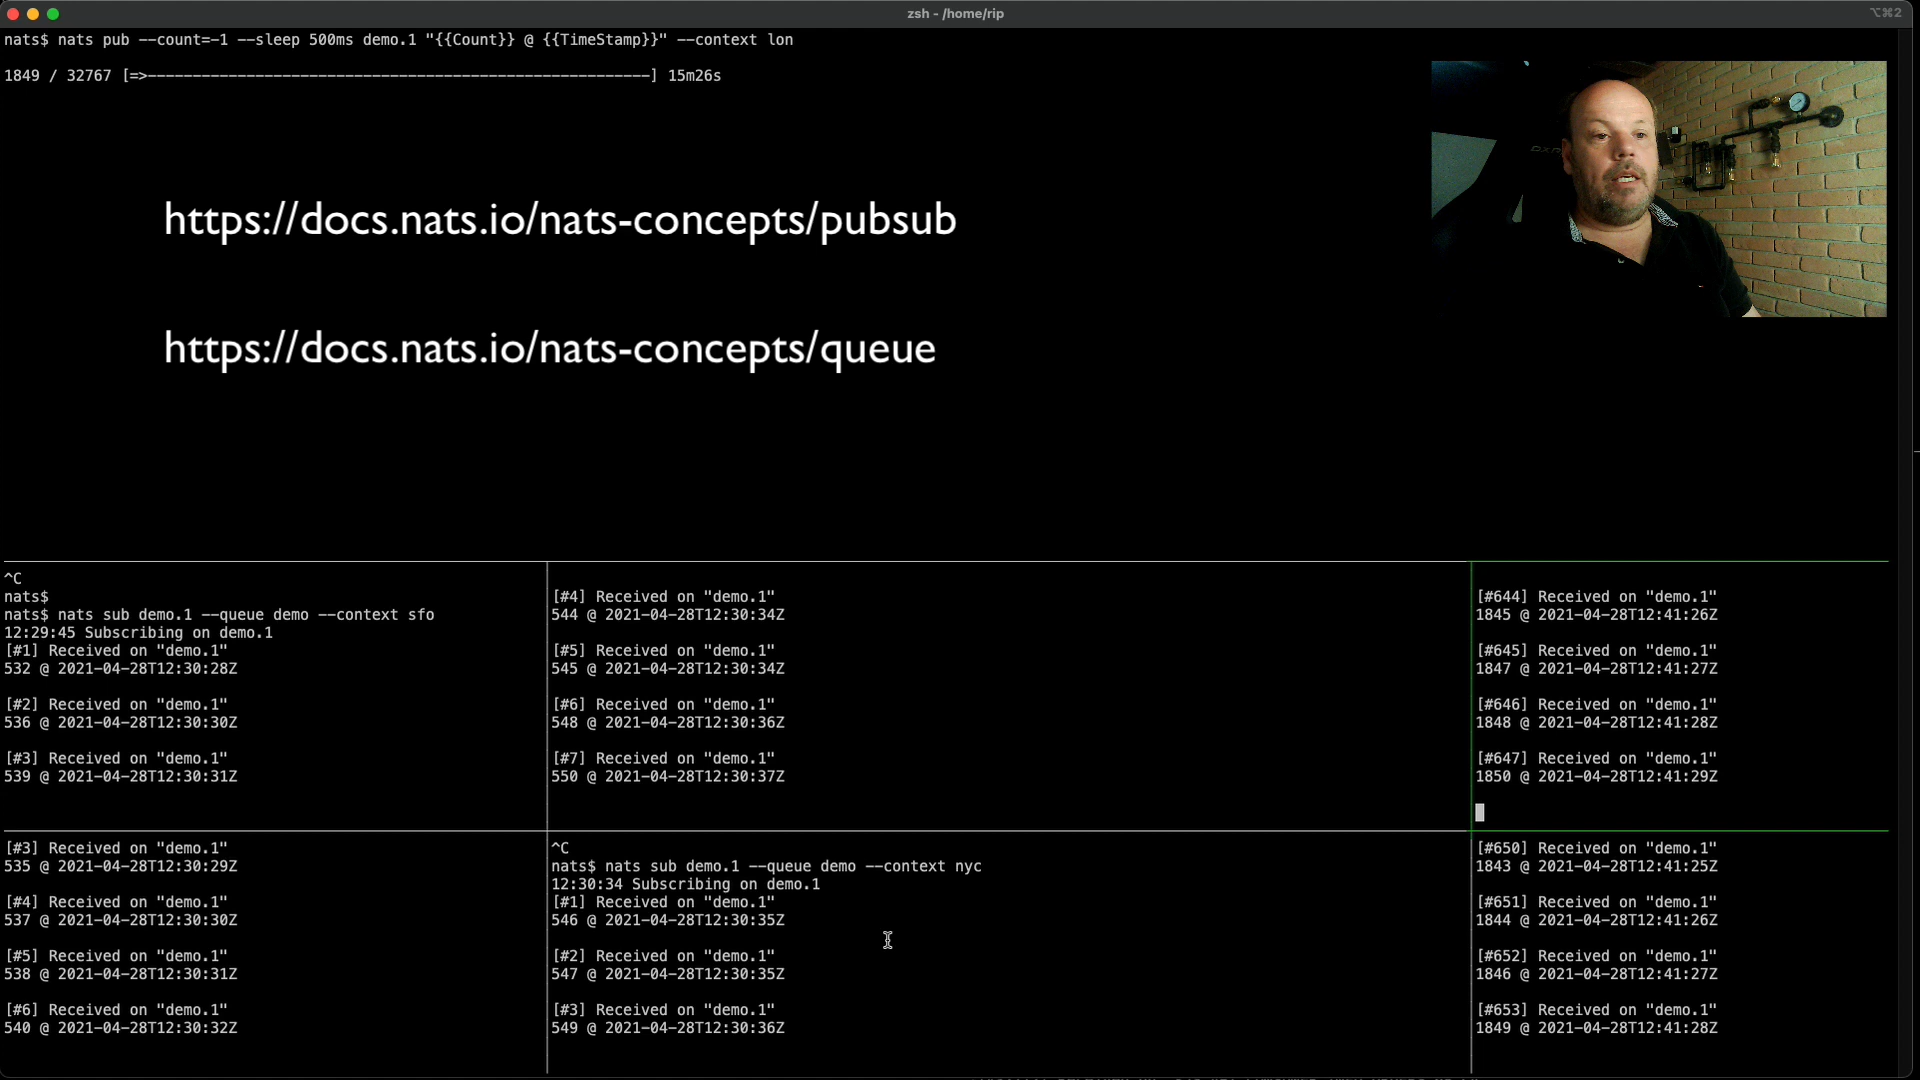 zsh - /home/rip
⌥⌘2
nats$ nats pub --count=-1 --sleep 500ms demo.1 "{{Count}} @ {{TimeStamp}}" --context lon
1849 / 32767 [=>---------------------------------------------------------] 15m26s
https://docs.nats.io/nats-concepts/pubsub
https://docs.nats.io/nats-concepts/queue
^C
nats$
nats$ nats sub demo.1 --queue demo --context sfo
12:29:45 Subscribing on demo.1
[#1] Received on "demo.1"
532 @ 2021-04-28T12:30:28Z
[#2] Received on "demo.1"
536 @ 2021-04-28T12:30:30Z
[#3] Received on "demo.1"
539 @ 2021-04-28T12:30:31Z
[#4] Received on "demo.1"
544 @ 2021-04-28T12:30:34Z
[#5] Received on "demo.1"
545 @ 2021-04-28T12:30:34Z
[#6] Received on "demo.1"
548 @ 2021-04-28T12:30:36Z
[#7] Received on "demo.1"
550 @ 2021-04-28T12:30:37Z
[#644] Received on "demo.1"
1845 @ 2021-04-28T12:41:26Z
[#645] Received on "demo.1"
1847 @ 2021-04-28T12:41:27Z
[#646] Received on "demo.1"
1848 @ 2021-04-28T12:41:28Z
[#647] Received on "demo.1"
1850 @ 2021-04-28T12:41:29Z
[#3] Received on "demo.1"
535 @ 2021-04-28T12:30:29Z
[#4] Received on "demo.1"
537 @ 2021-04-28T12:30:30Z
[#5] Received on "demo.1"
538 @ 2021-04-28T12:30:31Z
[#6] Received on "demo.1"
540 @ 2021-04-28T12:30:32Z
^C
nats$ nats sub demo.1 --queue demo --context nyc
12:30:34 Subscribing on demo.1
[#1] Received on "demo.1"
546 @ 2021-04-28T12:30:35Z
[#2] Received on "demo.1"
547 @ 2021-04-28T12:30:35Z
[#3] Received on "demo.1"
549 @ 2021-04-28T12:30:36Z
[#650] Received on "demo.1"
1843 @ 2021-04-28T12:41:25Z
[#651] Received on "demo.1"
1844 @ 2021-04-28T12:41:26Z
[#652] Received on "demo.1"
1846 @ 2021-04-28T12:41:27Z
[#653] Received on "demo.1"
1849 @ 2021-04-28T12:41:28Z